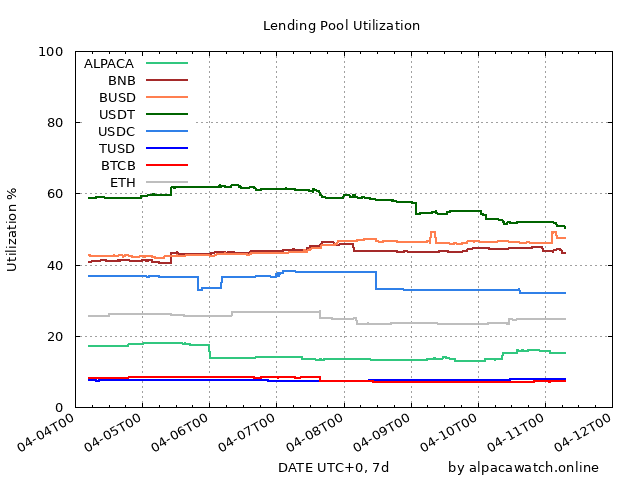 Lending Pool Utilization
Utilization %
100
80
60
40
20
0
ALPACA
BNB
BUSD
USDT
USDC
TUSD
BTCB
ETH
04-04T00
04-05T00
04-06T00
04-07T00
04-08T00
04-09T00
04-10T00
04-11T00
04-12T00
DATE UTC+0, 7d
by alpacawatch.online